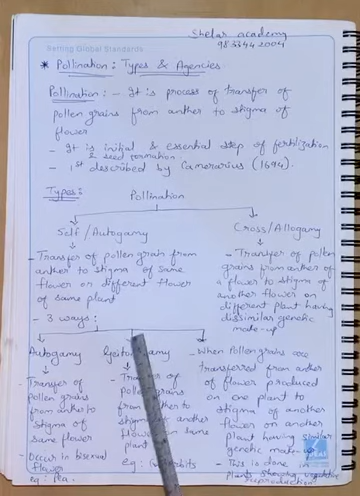 Shelar academy
9833442004
Setting Global Standards
* Pollination: Types & Agencies.
Pollination: - It is process of transfer of
pollen grains from anther to stigma of
flower
- It is initial & essential step of fertilization
& seed formation
- 1st described by Camerarius (1694).
Types:
Pollination
Self/Autogamy
Cross/Allogamy
- Transfer of pollen grain from
anther to stigma of same
flower or different flower
of same plant
- 3 ways:
- Transfer of pollen
grains from anther of
a flower to stigma of
another flower on
different plant having
dissimilar genetic
make-up
Autogamy
- Transfer of
pollen grains
from anther to
stigma of
same flower
- Occur in bisexual
flower
eg: Pea.
- Transfer of
pollen grains
from anther to
stigma of another
flower on same
plant
eg:
- When pollen grains are
transferred from anther
of flower produced
on one plant to
stigma of another
flower on another
plant having similar
genetic make-up
- This is done in
plants showing vegetative
reproduction